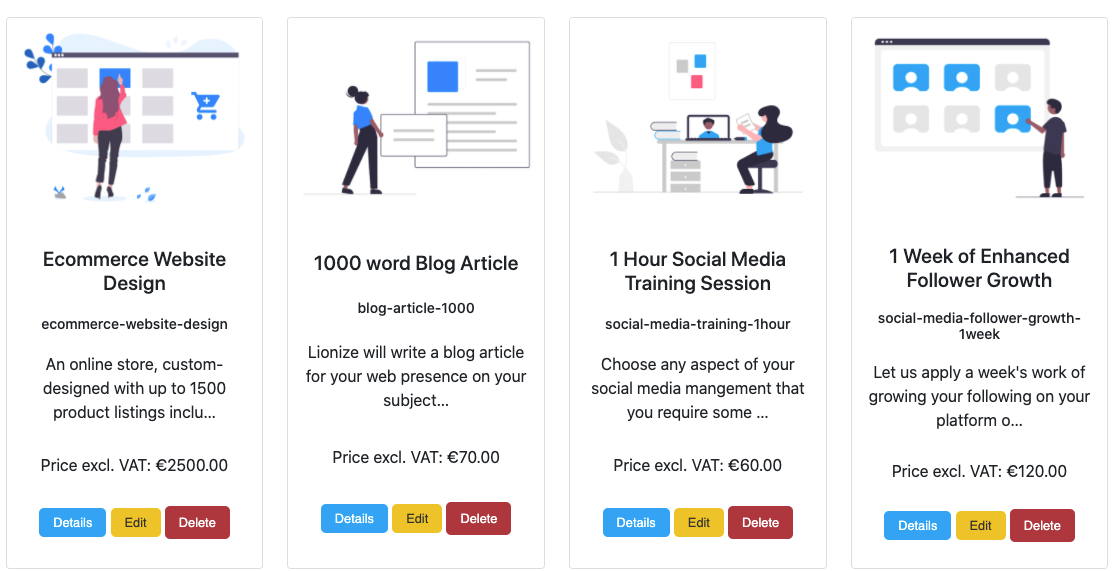 Ecommerce Website
Design
ecommerce-website-design
An online store, custom-
designed with up to 1500
product listings inclu...
Price excl. VAT: €2500.00
Details Edit Delete
1000 word Blog Article
blog-article-1000
Lionize will write a blog article
for your web presence on your
subject...
Price excl. VAT: €70.00
Details Edit Delete
1 Hour Social Media
Training Session
social-media-training-1hour
Choose any aspect of your
social media mangement that
you require some ...
Price excl. VAT: €60.00
Details Edit Delete
1 Week of Enhanced
Follower Growth
social-media-follower-growth-
1week
Let us apply a week's work of
growing your following on your
platform o...
Price excl. VAT: €120.00
Details Edit Delete